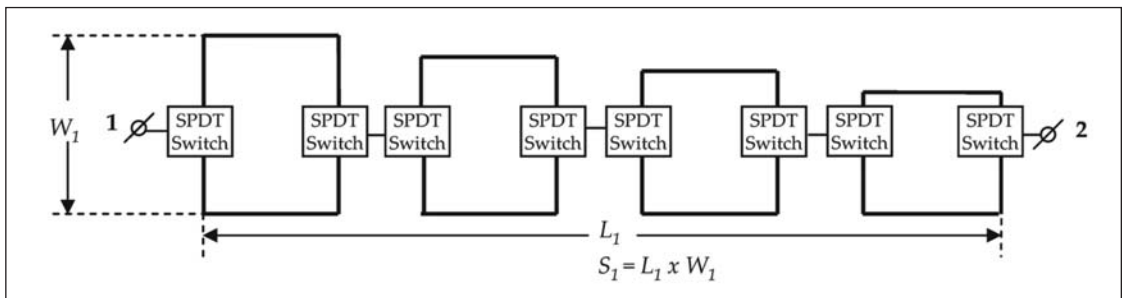 SPDT
Switch
SPDT
Switch
SPDT
Switch
SPDT
Switch
SPDT
Switch
SPDT
Switch
SPDT
Switch
SPDT
Switch
W₁
1
2
L₁
S₁ = L₁ x W₁